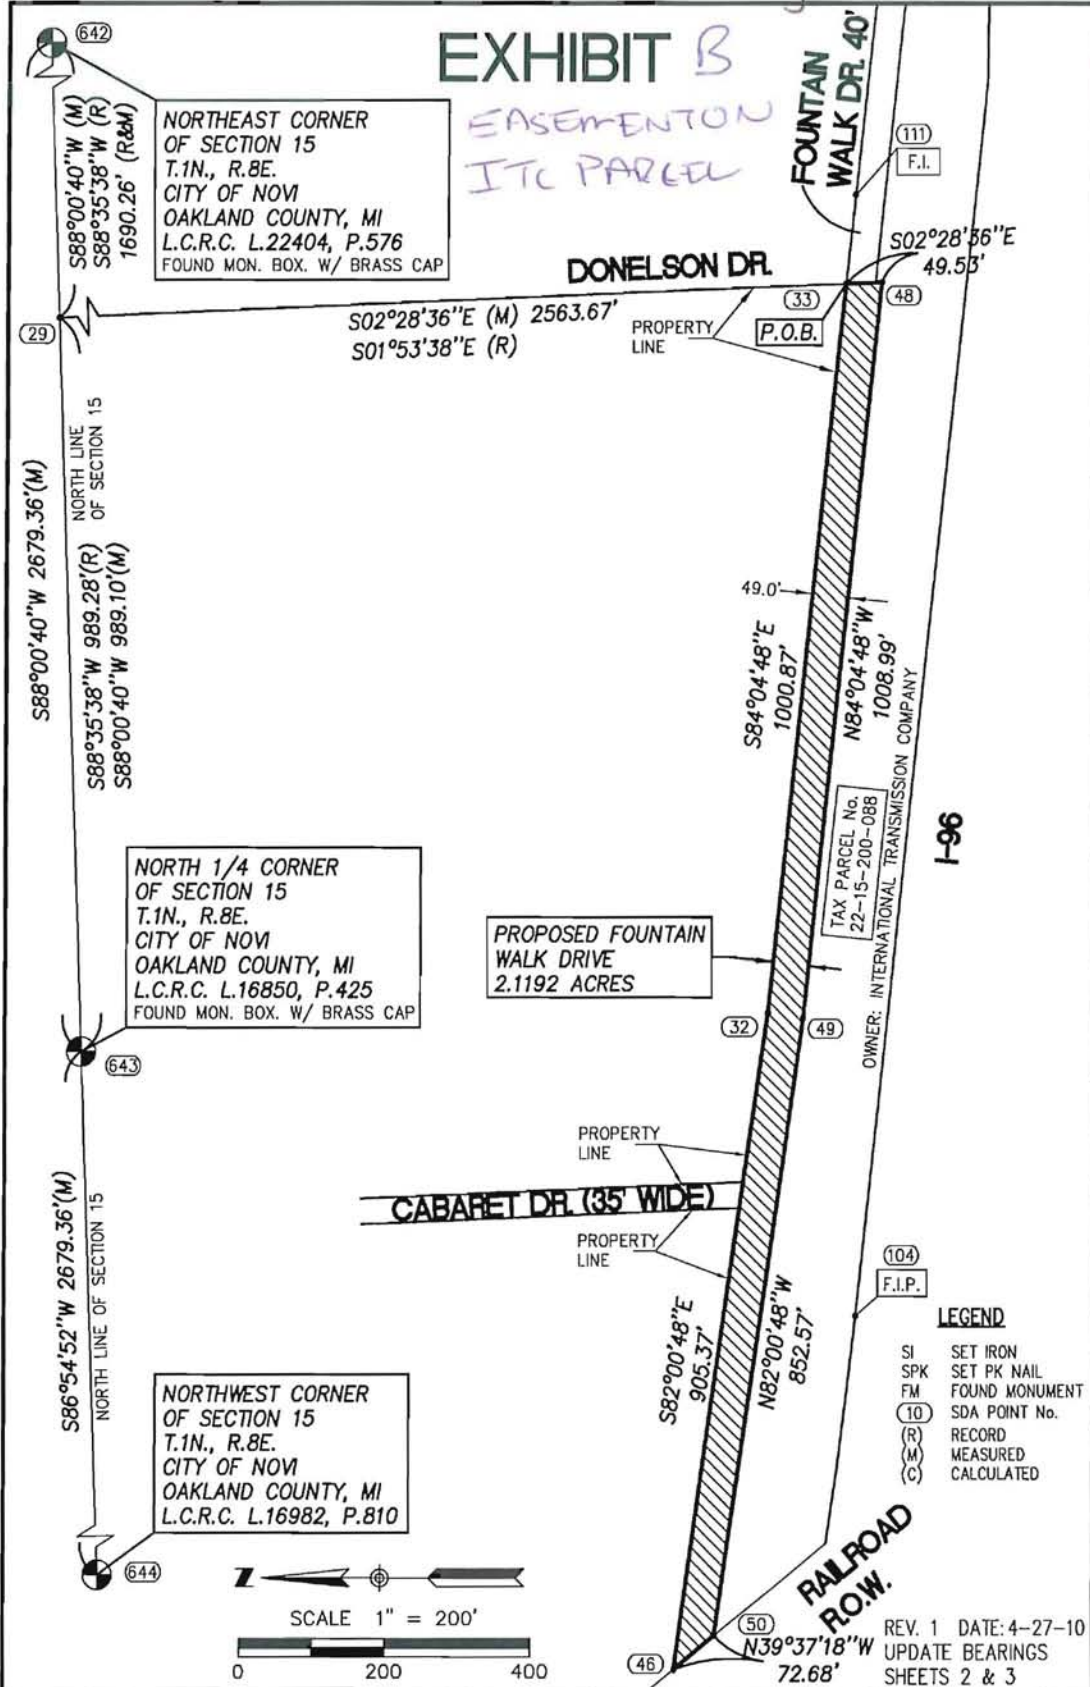 EXHIBIT B
EASEMENT ON
ITC PARCEL
642
NORTHEAST CORNER
OF SECTION 15
T.1N., R.8E.
CITY OF NOVI
OAKLAND COUNTY, MI
L.C.R.C. L.22404, P.576
FOUND MON. BOX. W/ BRASS CAP
S88°00'40"W (M)
S88°35'38"W (R)
1690.26' (R&M)
FOUNTAIN
WALK DR. 40'
111
F.I.
S02°28'36"E
49.53'
DONELSON DR.
29
S02°28'36"E (M) 2563.67'
S01°53'38"E (R)
PROPERTY
LINE
33
P.O.B.
48
NORTH LINE
OF SECTION 15
S88°00'40"W 2679.36'(M)
S88°35'38"W 989.28'(R)
S88°00'40"W 989.10'(M)
49.0'
S84°04'48"E
1000.87'
N84°04'48"W
1008.99'
TAX PARCEL No.
22-15-200-088
OWNER: INTERNATIONAL TRANSMISSION COMPANY
I-96
NORTH 1/4 CORNER
OF SECTION 15
T.1N., R.8E.
CITY OF NOVI
OAKLAND COUNTY, MI
L.C.R.C. L.16850, P.425
FOUND MON. BOX. W/ BRASS CAP
PROPOSED FOUNTAIN
WALK DRIVE
2.1192 ACRES
32
49
643
PROPERTY
LINE
CABARET DR. (35' WIDE)
PROPERTY
LINE
S86°54'52"W 2679.36'(M)
NORTH LINE OF SECTION 15
104
F.I.P.
S82°00'48"E
905.37'
N82°00'48"W
852.57'
LEGEND
SI SET IRON
SPK SET PK NAIL
FM FOUND MONUMENT
10 SDA POINT No.
(R) RECORD
(M) MEASURED
(C) CALCULATED
NORTHWEST CORNER
OF SECTION 15
T.1N., R.8E.
CITY OF NOVI
OAKLAND COUNTY, MI
L.C.R.C. L.16982, P.810
644
RAILROAD
R.O.W.
Z
SCALE 1" = 200'
0 200 400
50
46
N39°37'18"W
72.68'
REV. 1 DATE: 4-27-10
UPDATE BEARINGS
SHEETS 2 & 3